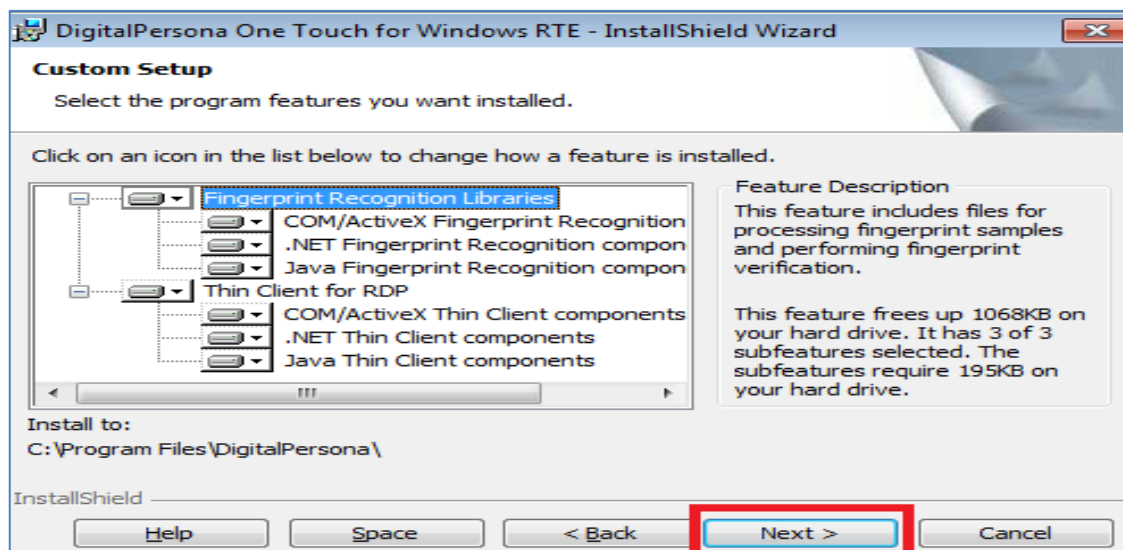 DigitalPersona One Touch for Windows RTE - InstallShield Wizard
Custom Setup
Select the program features you want installed.
Click on an icon in the list below to change how a feature is installed.
Fingerprint Recognition Libraries
COM/ActiveX Fingerprint Recognition
.NET Fingerprint Recognition compon
Java Fingerprint Recognition compon
Thin Client for RDP
COM/ActiveX Thin Client components
.NET Thin Client components
Java Thin Client components
Feature Description
This feature includes files for
processing fingerprint samples
and performing fingerprint
verification.
This feature frees up 1068KB on
your hard drive. It has 3 of 3
subfeatures selected. The
subfeatures require 195KB on
your hard drive.
Install to:
C:\Program Files\DigitalPersona\
InstallShield
Help
Space
< Back
Next >
Cancel